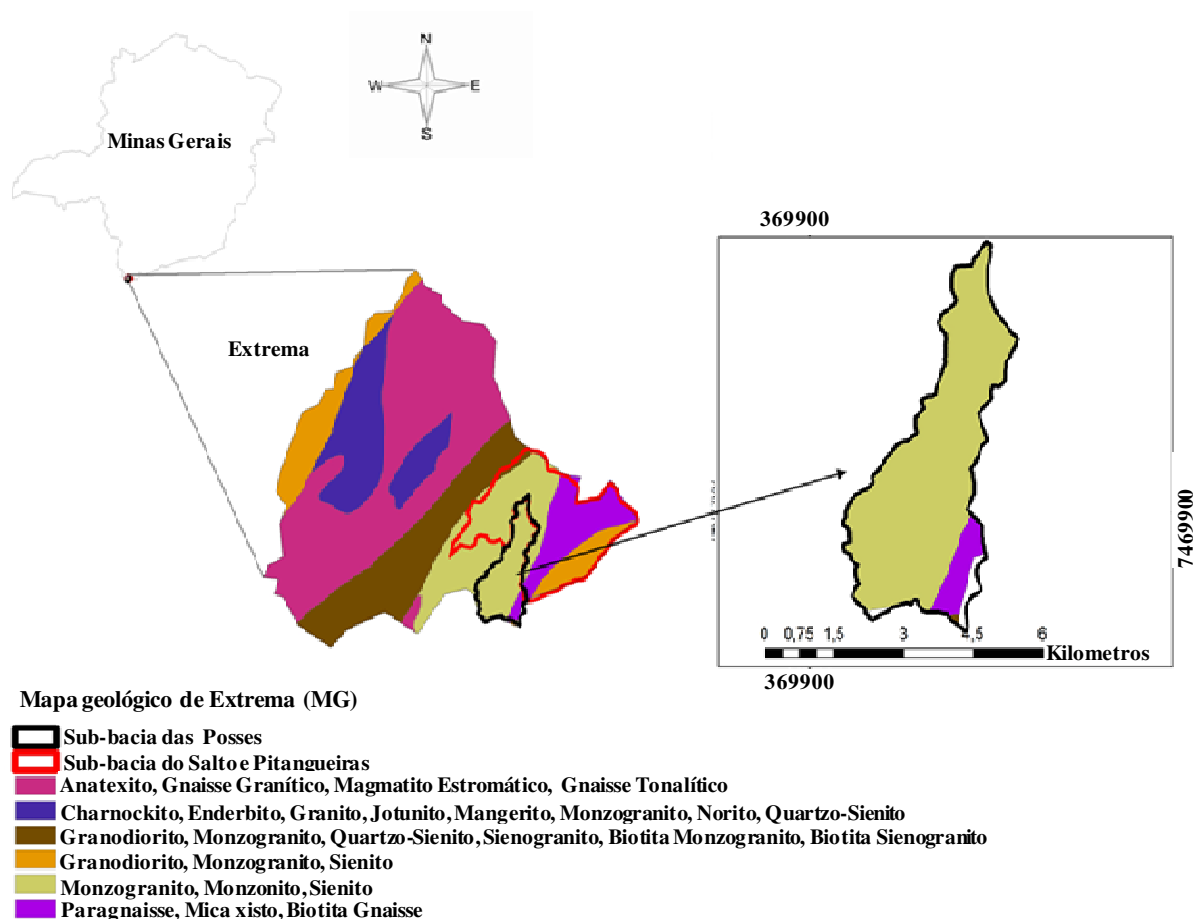 N
W E
S
Minas Gerais
Extrema
369900
7469900
0 0,75 1,5 3 4,5 6
Kilometros
369900
Mapa geológico de Extrema (MG)
Sub-bacia das Posses
Sub-bacia do Salto e Pitangueiras
Anatexito, Gnaisse Granítico, Magmatito Estromático, Gnaisse Tonalítico
Charnockito, Enderbito, Granito, Jotunito, Mangerito, Monzogranito, Norito, Quartzo-Sienito
Granodiorito, Monzogranito, Quartzo-Sienito, Sienogranito, Biotita Monzogranito, Biotita Sienogranito
Granodiorito, Monzogranito, Sienito
Monzogranito, Monzonito, Sienito
Paragnaisse, Mica xisto, Biotita Gnaisse